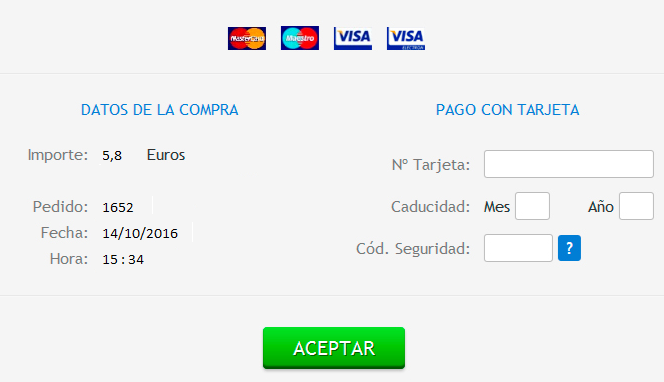 MasterCard Maestro VISA VISA
ELECTRON
DATOS DE LA COMPRA
Importe: 5,8 Euros
Pedido: 1652
Fecha: 14/10/2016
Hora: 15:34
PAGO CON TARJETA
Nº Tarjeta:
Caducidad: Mes Año
Cód. Seguridad: ?
ACEPTAR